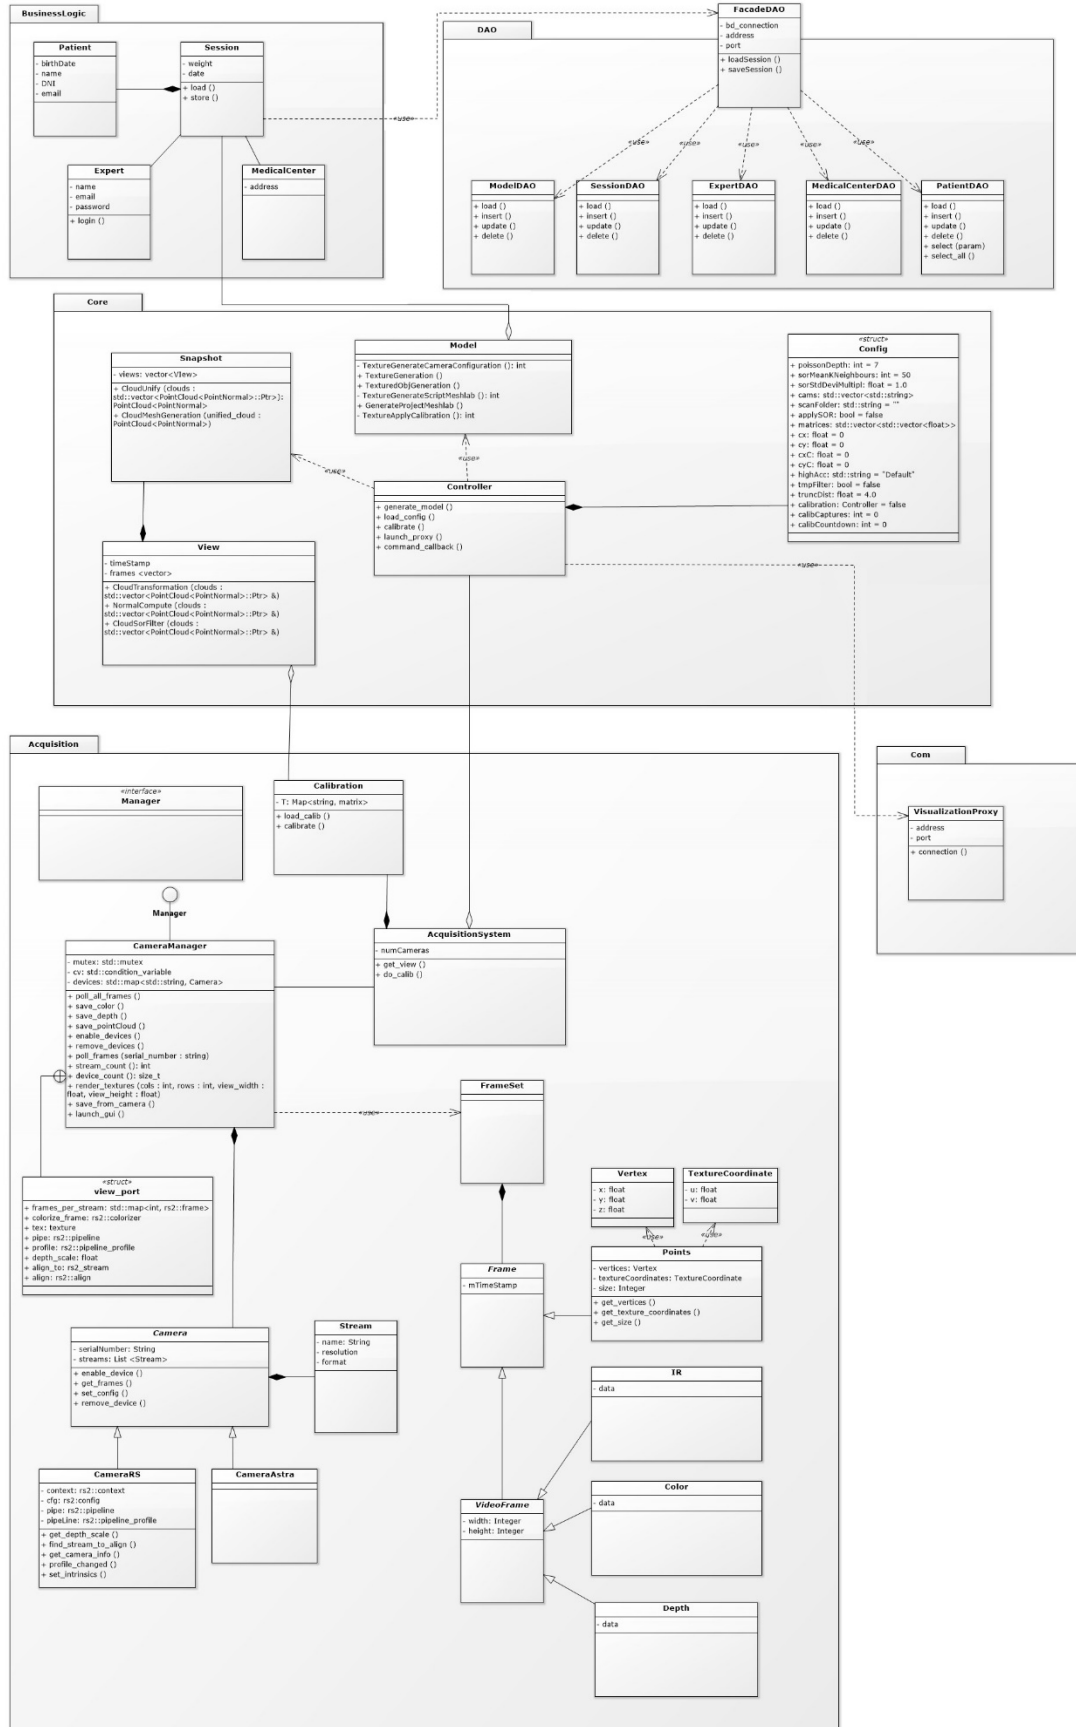 BusinessLogic
Patient
- birthDate
- name
- DNI
- email
Session
- weight
- date
+ load ()
+ store ()
Expert
- name
- email
- password
+ login ()
MedicalCenter
- address
«use»
DAO
FacadeDAO
- bd_connection
- address
- port
+ loadSession ()
+ saveSession ()
«use»
«use»
«use»
«use»
«use»
ModelDAO
+ load ()
+ insert ()
+ update ()
+ delete ()
SessionDAO
+ load ()
+ insert ()
+ update ()
+ delete ()
ExpertDAO
+ load ()
+ insert ()
+ update ()
+ delete ()
MedicalCenterDAO
+ load ()
+ insert ()
+ update ()
+ delete ()
PatientDAO
+ load ()
+ insert ()
+ update ()
+ delete ()
+ select (param)
+ select_all ()
Core
Snapshot
- views: vector<View>
+ CloudUnify (clouds :
std::vector<PointCloud<PointNormal>::Ptr>):
PointCloud<PointNormal>
+ CloudMeshGeneration (unified_cloud :
PointCloud<PointNormal>)
Model
- TextureGenerateCameraConfiguration (): int
+ TextureGeneration ()
+ TexturedObjGeneration ()
- TextureGenerateScriptMeshlab (): int
+ GenerateProjectMeshlab ()
- TextureApplyCalibration (): int
«struct»
Config
+ poissonDepth: int = 7
+ sorMeanKNeighbours: int = 50
+ sorStdDeviMultipl: float = 1.0
+ cams: std::vector<std::string>
+ scanFolder: std::string = ""
+ applySOR: bool = false
+ matrices: std::vector<std::vector<float>>
+ cx: float = 0
+ cy: float = 0
+ cxC: float = 0
+ cyC: float = 0
+ highAcc: std::string = "Default"
+ tmpFilter: bool = false
+ truncDist: float = 4.0
+ calibration: Controller = false
+ calibCaptures: int = 0
+ calibCountdown: int = 0
«use»
«use»
Controller
+ generate_model ()
+ load_config ()
+ calibrate ()
+ launch_proxy ()
+ command_callback ()
View
- timeStamp
- frames <vector>
+ CloudTransformation (clouds :
std::vector<PointCloud<PointNormal>::Ptr> &)
+ NormalCompute (clouds :
std::vector<PointCloud<PointNormal>::Ptr> &)
+ CloudSorFilter (clouds :
std::vector<PointCloud<PointNormal>::Ptr> &)
«use»
Acquisition
«interface»
Manager
Manager
Calibration
- T: Map<string, matrix>
+ load_calib ()
+ calibrate ()
Com
VisualizationProxy
- address
- port
+ connection ()
CameraManager
- mutex: std::mutex
- cv: std::condition_variable
- devices: std::map<std::string, Camera>
+ poll_all_frames ()
+ save_color ()
+ save_depth ()
+ save_pointCloud ()
+ enable_devices ()
+ remove_devices ()
+ poll_frames (serial_number : string)
+ stream_count (): int
+ device_count (): size_t
+ render_textures (cols : int, rows : int, view_width :
float, view_height : float)
+ save_from_camera ()
+ launch_gui ()
AcquisitionSystem
- numCameras
+ get_view ()
+ do_calib ()
«use»
FrameSet
«struct»
view_port
+ frames_per_stream: std::map<int, rs2::frame>
+ colorize_frame: rs2::colorizer
+ tex: texture
+ pipe: rs2::pipeline
+ profile: rs2::pipeline_profile
+ depth_scale: float
+ align_to: rs2_stream
+ align: rs2::align
Vertex
- x: float
- y: float
- z: float
TextureCoordinate
- u: float
- v: float
«use»
«use»
Points
- vertices: Vertex
- textureCoordinates: TextureCoordinate
- size: Integer
+ get_vertices ()
+ get_texture_coordinates ()
+ get_size ()
Frame
- mTimeStamp
Camera
- serialNumber: String
- streams: List <Stream>
+ enable_device ()
+ get_frames ()
+ set_config ()
+ remove_device ()
Stream
- name: String
- resolution
- format
IR
- data
CameraRS
- context: rs2::context
- cfg: rs2:config
- pipe: rs2::pipeline
- pipeLine: rs2::pipeline_profile
+ get_depth_scale ()
+ find_stream_to_align ()
+ get_camera_info ()
+ profile_changed ()
+ set_intrinsics ()
CameraAstra
Color
- data
VideoFrame
- width: Integer
- height: Integer
Depth
- data